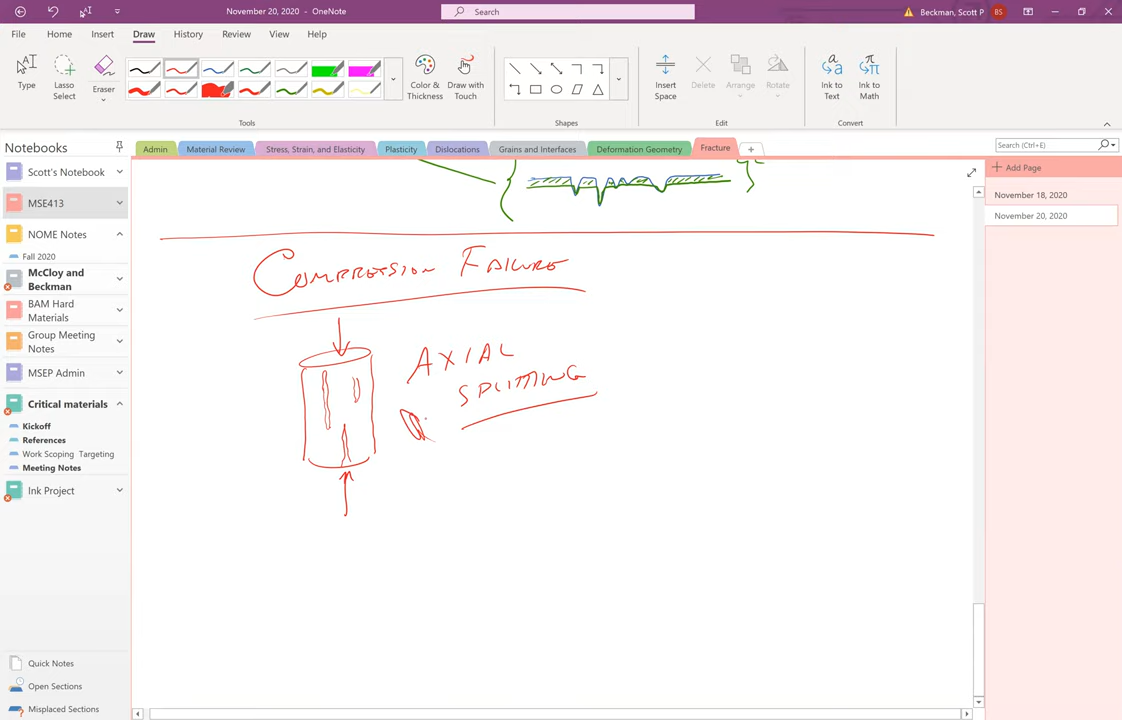 November 20, 2020 - OneNote
Search
Beckman, Scott P
BS
File
Home
Insert
Draw
History
Review
View
Help
Type
Lasso
Select
Eraser
Color &
Thickness
Draw with
Touch
Insert
Space
Delete
Arrange
Rotate
Ink to
Text
Ink to
Math
Tools
Shapes
Edit
Convert
Notebooks
Admin
Material Review
Stress, Strain, and Elasticity
Plasticity
Dislocations
Grains and Interfaces
Deformation Geometry
Fracture
Search (Ctrl+E)
Scott's Notebook
MSE413
NOME Notes
Fall 2020
McCloy and
Beckman
BAM Hard
Materials
Group Meeting
Notes
MSEP Admin
Critical materials
Kickoff
References
Work Scoping Targeting
Meeting Notes
Ink Project
Quick Notes
Open Sections
Misplaced Sections
COMPRESSION FAILURE
AXIAL
SPLITTING
Add Page
November 18, 2020
November 20, 2020